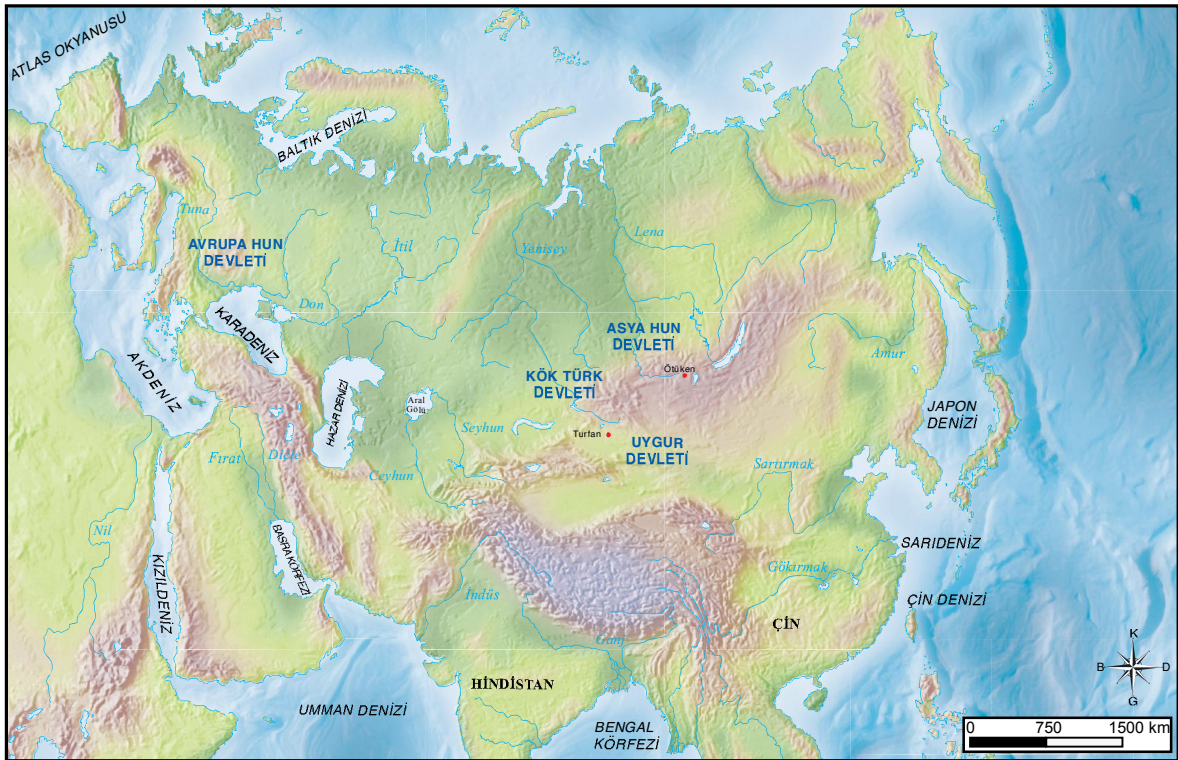 ATLAS OKYANUSU
BALTIK DENİZİ
Tuna
AVRUPA HUN
DEVLETİ
İtil
Yenisey
Lena
Don
KARADENİZ
ASYA HUN
DEVLETİ
Ötüken
Amur
AKDENİZ
HAZAR DENİZİ
KÖK TÜRK
DEVLETİ
Aral
Gölü
Seyhun
Turfan
UYGUR
DEVLETİ
JAPON
DENİZİ
Fırat
Dicle
Ceyhun
Sarıırmak
Nil
KIZILDENİZ
BASRA KÖRFEZİ
SARIDENİZ
Gökırmak
İndüs
ÇİN DENİZİ
Ganj
ÇİN
HİNDİSTAN
UMMAN DENİZİ
BENGAL
KÖRFEZİ
K
B D
G
0 750 1500 km